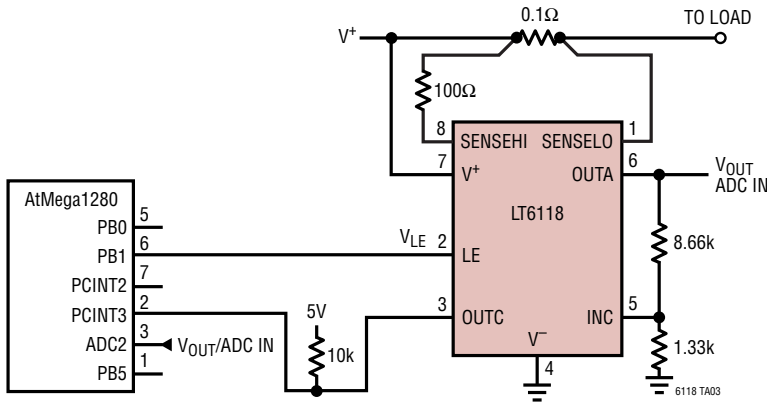 0.1Ω
TO LOAD
V+
100Ω
8
SENSEHI
SENSELO
1
7
V+
OUTA
6
VOUT
ADC IN
LT6118
8.66k
AtMega1280
PB0
5
PB1
6
VLE
2
LE
PCINT2
7
PCINT3
2
5V
3
OUTC
INC
5
ADC2
3
VOUT/ADC IN
10k
V–
1.33k
PB5
1
4
6118 TA03